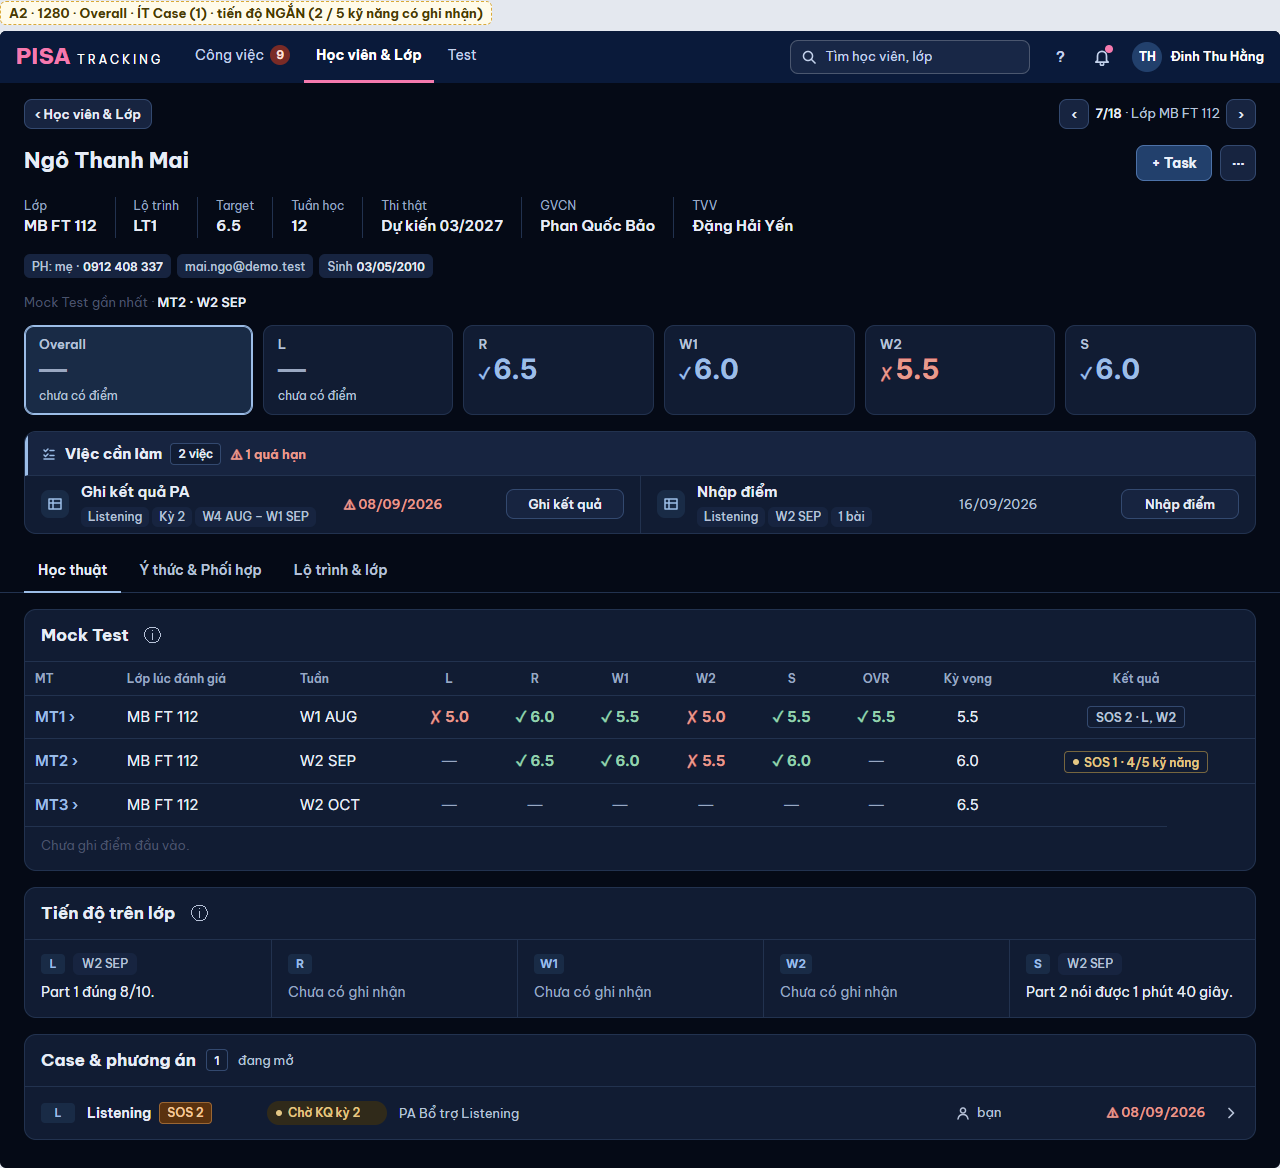 A2 · 1280 · Overall · ÍT Case (1) · tiến độ NGẮN (2 / 5 kỹ năng có ghi nhận)
PISA TRACKING Công việc 9 Học viên & Lớp Test Tìm học viên, lớp ? TH Đinh Thu Hằng
‹ Học viên & Lớp ‹ 7/18 · Lớp MB FT 112 ›
Ngô Thanh Mai + Task ···
Lớp Lộ trình Target Tuần học Thi thật GVCN TVV
MB FT 112 LT1 6.5 12 Dự kiến 03/2027 Phan Quốc Bảo Đặng Hải Yến
PH: mẹ · 0912 408 337 mai.ngo@demo.test Sinh 03/05/2010
Mock Test gần nhất · MT2 · W2 SEP
Overall L R W1 W2 S
— — ✓6.5 ✓6.0 ✗5.5 ✓6.0
chưa có điểm chưa có điểm
Việc cần làm 2 việc ⚠ 1 quá hạn
Ghi kết quả PA ⚠ 08/09/2026 Ghi kết quả
Listening Kỳ 2 W4 AUG – W1 SEP
Nhập điểm 16/09/2026 Nhập điểm
Listening W2 SEP 1 bài
Học thuật Ý thức & Phối hợp Lộ trình & lớp
Mock Test ⓘ
MT Lớp lúc đánh giá Tuần L R W1 W2 S OVR Kỳ vọng Kết quả
MT1 › MB FT 112 W1 AUG ✗ 5.0 ✓ 6.0 ✓ 5.5 ✗ 5.0 ✓ 5.5 ✓ 5.5 5.5 SOS 2 · L, W2
MT2 › MB FT 112 W2 SEP — ✓ 6.5 ✓ 6.0 ✗ 5.5 ✓ 6.0 — 6.0 ● SOS 1 · 4/5 kỹ năng
MT3 › MB FT 112 W2 OCT — — — — — — 6.5
Chưa ghi điểm đầu vào.
Tiến độ trên lớp ⓘ
L W2 SEP R W1 W2 S W2 SEP
Part 1 đúng 8/10. Chưa có ghi nhận Chưa có ghi nhận Chưa có ghi nhận Part 2 nói được 1 phút 40 giây.
Case & phương án 1 đang mở
L Listening SOS 2 ● Chờ KQ kỳ 2 PA Bổ trợ Listening bạn ⚠ 08/09/2026 ›